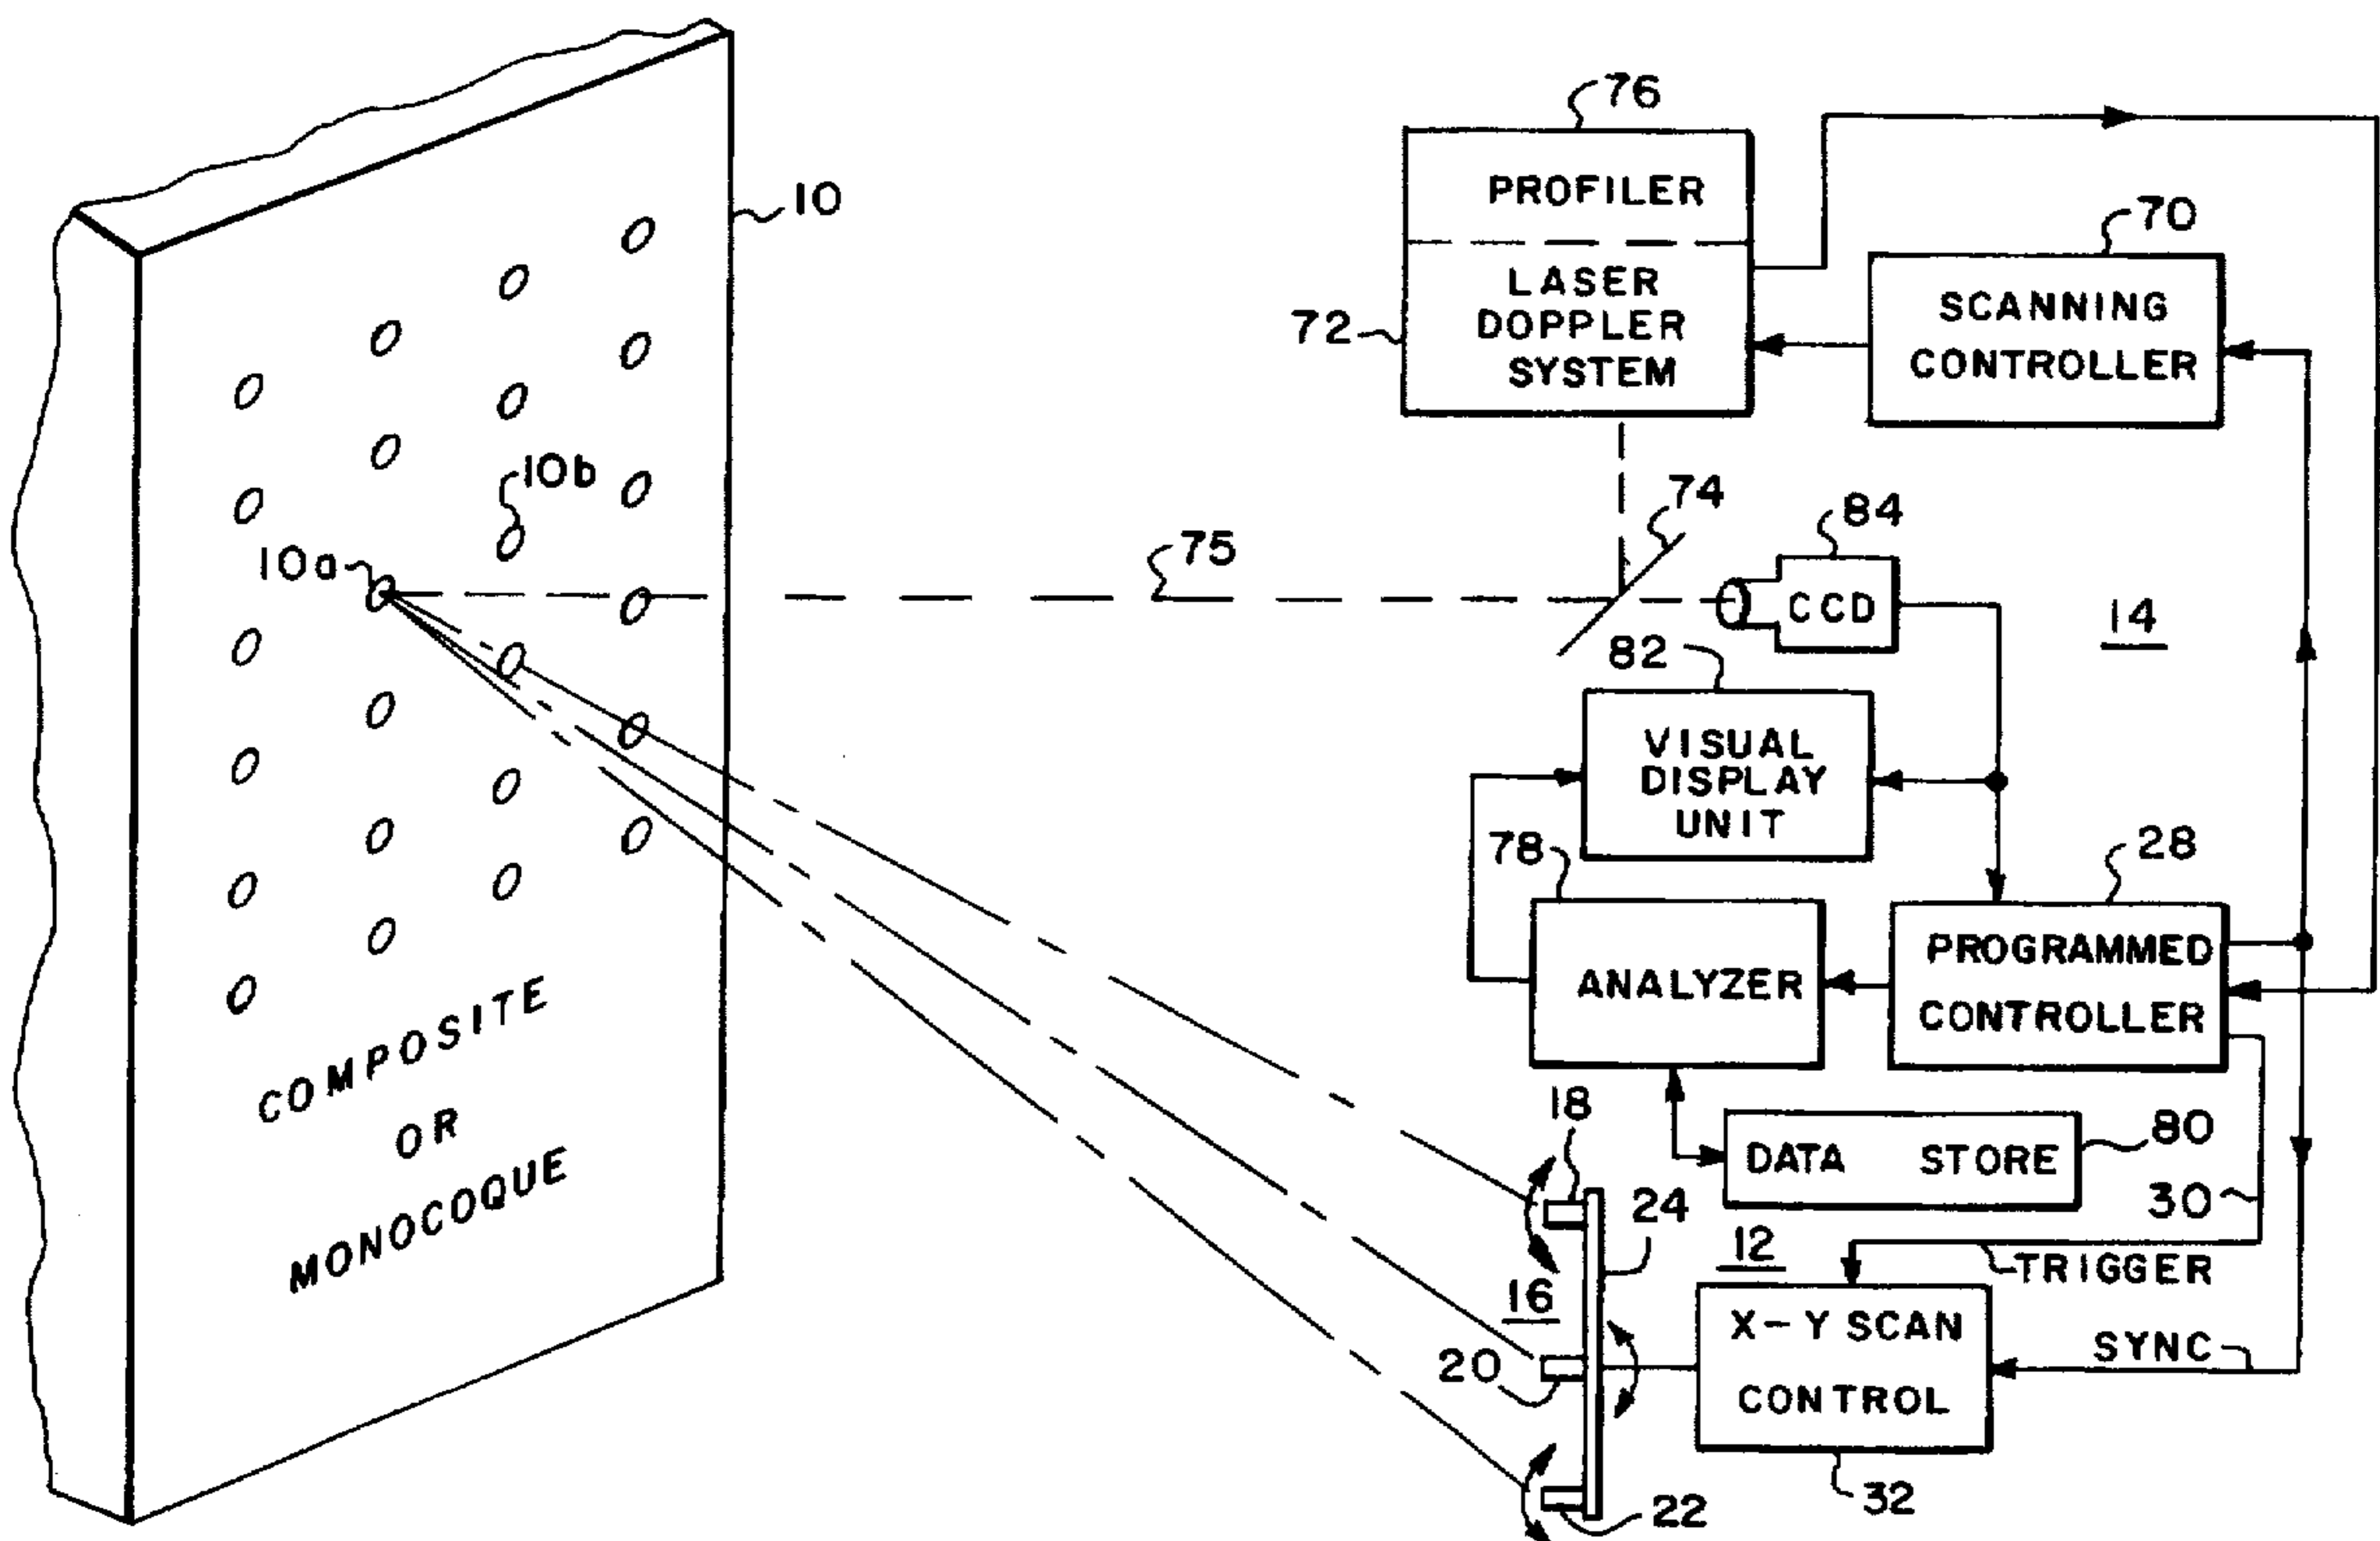 76
PROFILER
10
70
LASER
DOPPLER
SYSTEM
72
SCANNING
CONTROLLER
10b
74
84
10a
75
CCD
14
82
VISUAL
DISPLAY
UNIT
78
28
ANALYZER
PROGRAMMED
CONTROLLER
COMPOSITE
OR
MONOCOQUE
18
DATA STORE
80
30
24
12
TRIGGER
16
X-Y SCAN
CONTROL
SYNC
20
22
32